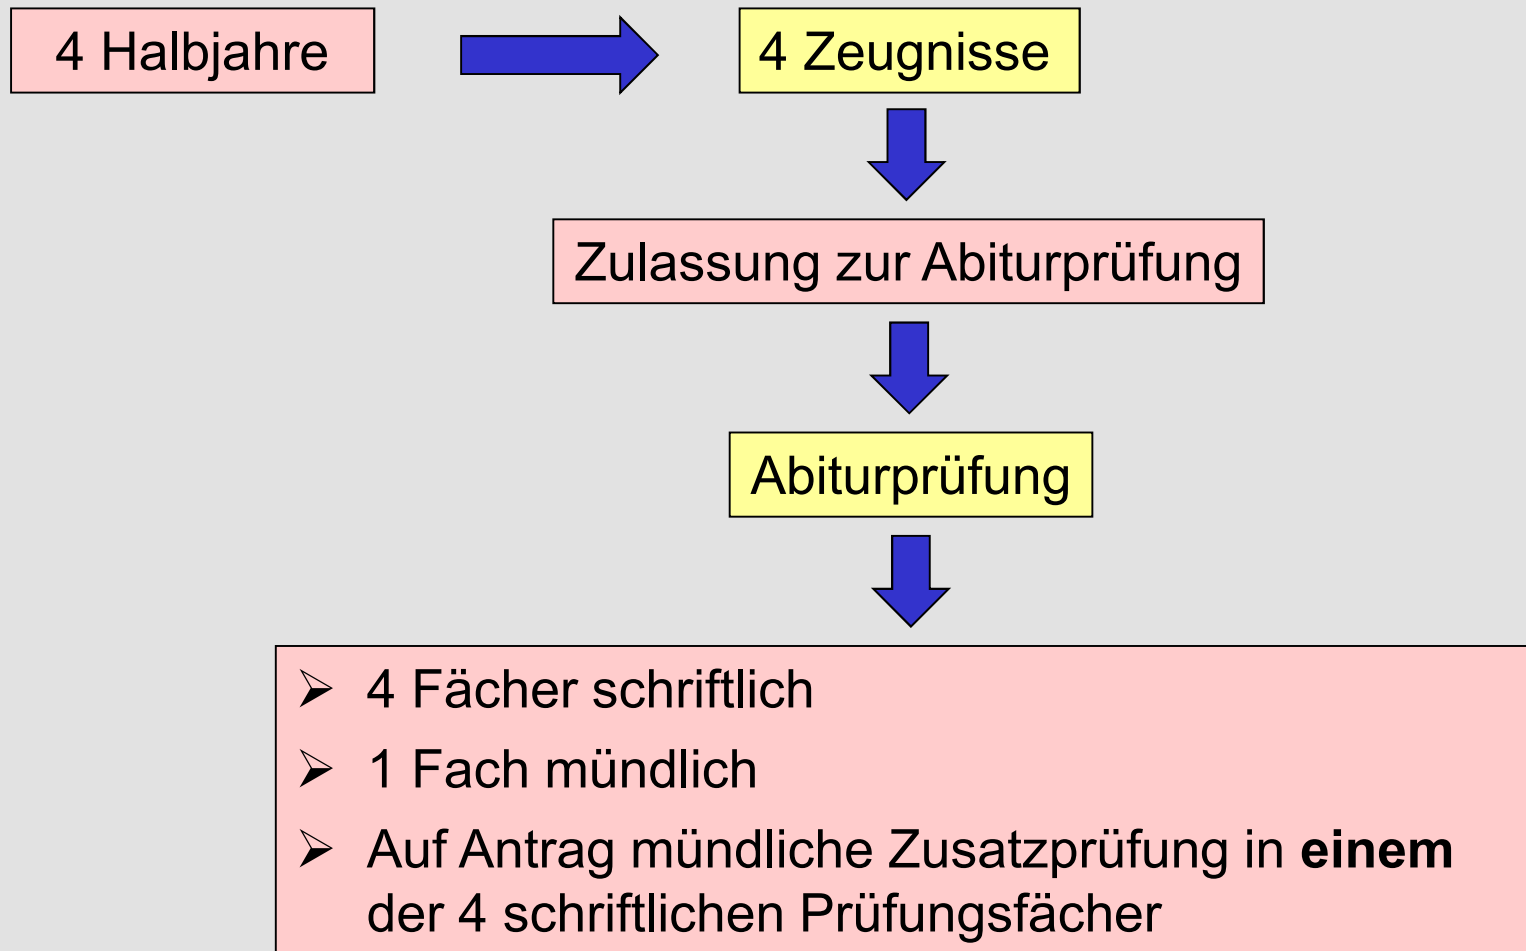 4 Halbjahre
4 Zeugnisse
Zulassung zur Abiturprüfung
Abiturprüfung
➢ 4 Fächer schriftlich
➢ 1 Fach mündlich
➢ Auf Antrag mündliche Zusatzprüfung in einem
der 4 schriftlichen Prüfungsfächer